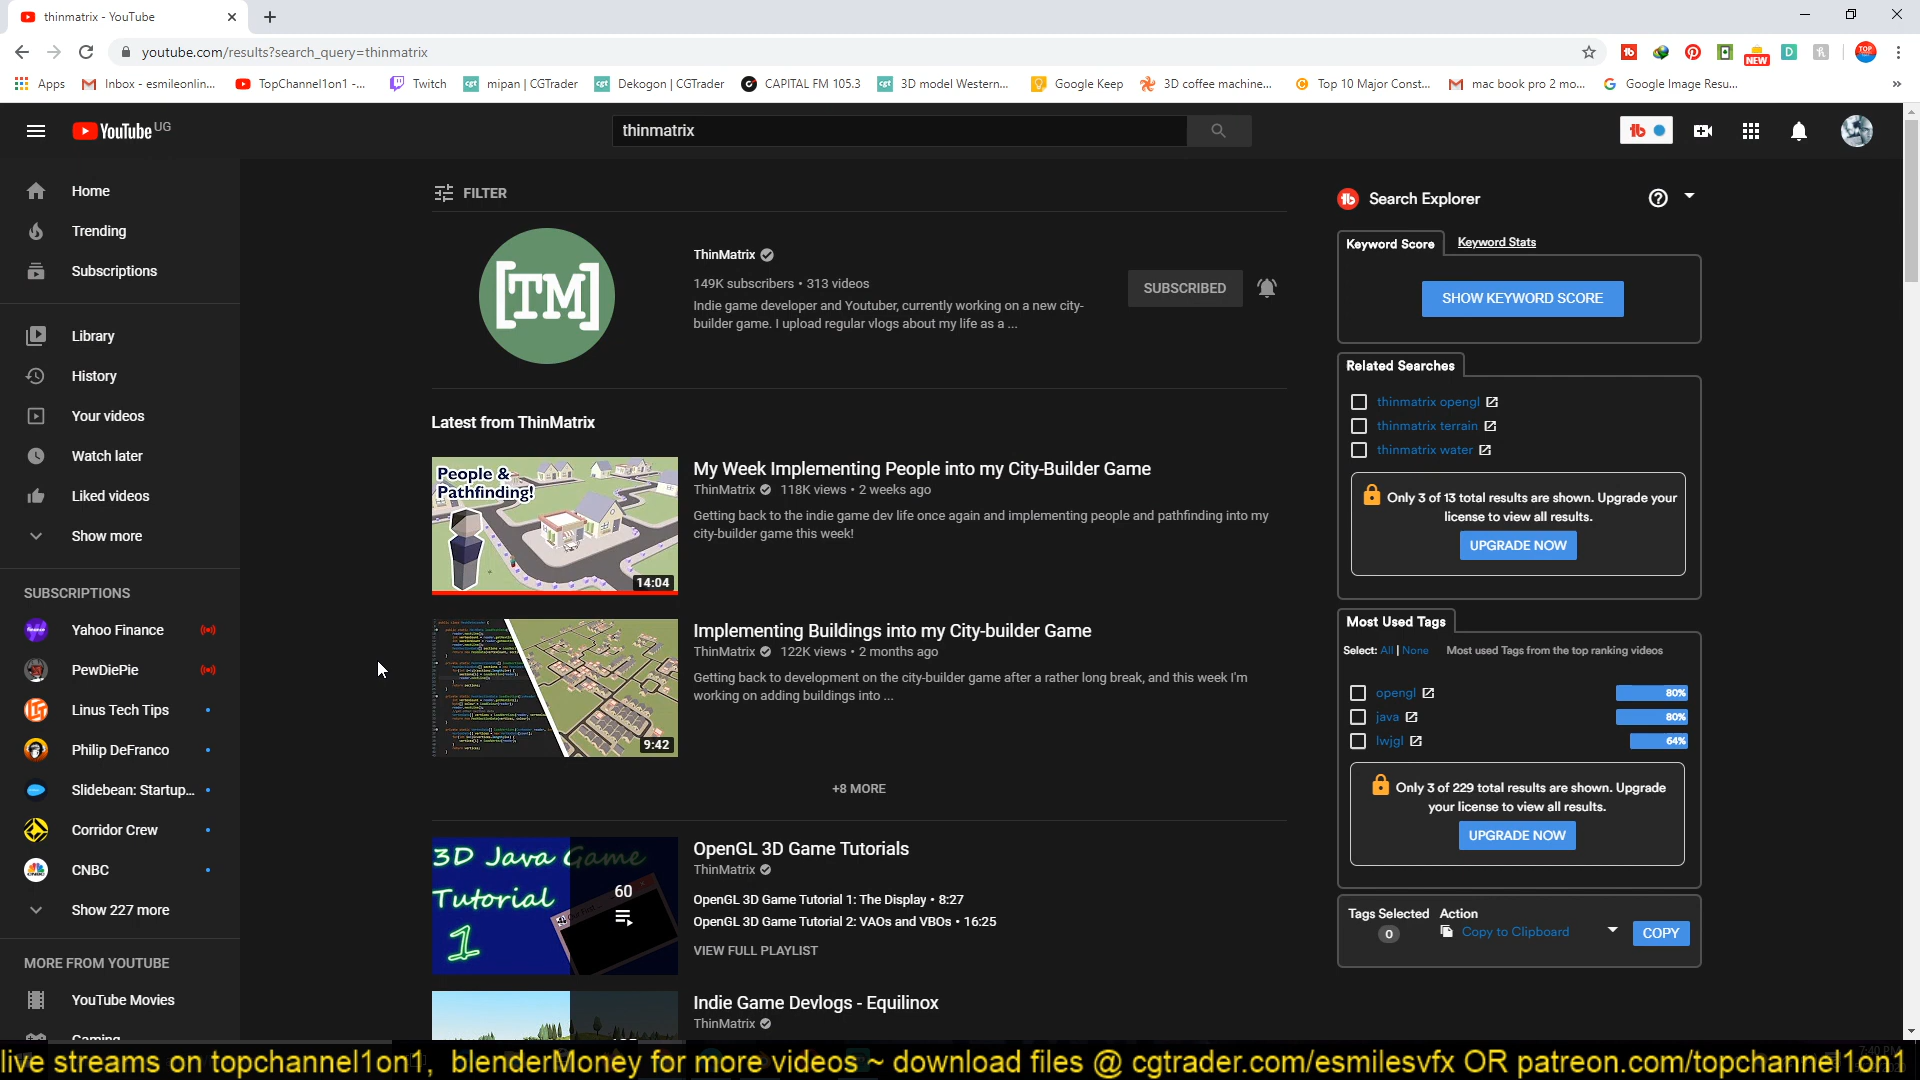 thinmatrix - YouTube
youtube.com/results?search_query=thinmatrix
NEW
TOP
Apps
Inbox - esmileonlin...
TopChannel1on1 -...
Twitch
mipan | CGTrader
Dekogon | CGTrader
CAPITAL FM 105.3
3D model Western...
Google Keep
3D coffee machine...
Top 10 Major Const...
mac book pro 2 mo...
Google Image Resu...
YouTube UG
thinmatrix
Home
Trending
Subscriptions
Library
History
Your videos
Watch later
Liked videos
Show more
SUBSCRIPTIONS
Yahoo Finance
PewDiePie
Linus Tech Tips
Philip DeFranco
Slidebean: Startup...
Corridor Crew
CNBC
Show 227 more
MORE FROM YOUTUBE
YouTube Movies
Gaming
FILTER
[TM]
ThinMatrix
149K subscribers • 313 videos
Indie game developer and Youtuber, currently working on a new city-
builder game. I upload regular vlogs about my life as a ...
SUBSCRIBED
Latest from ThinMatrix
People &
Pathfinding!
14:04
My Week Implementing People into my City-Builder Game
ThinMatrix 118K views • 2 weeks ago
Getting back to the indie game dev life once again and implementing people and pathfinding into my
city-builder game this week!
9:42
Implementing Buildings into my City-builder Game
ThinMatrix 122K views • 2 months ago
Getting back to development on the city-builder game after a rather long break, and this week I'm
working on adding buildings into ...
+8 MORE
3D Java Game
Tutorial
1
60
OpenGL 3D Game Tutorials
ThinMatrix
OpenGL 3D Game Tutorial 1: The Display • 8:27
OpenGL 3D Game Tutorial 2: VAOs and VBOs • 16:25
VIEW FULL PLAYLIST
Indie Game Devlogs - Equilinox
ThinMatrix
Search Explorer
Keyword Score
Keyword Stats
SHOW KEYWORD SCORE
Related Searches
thinmatrix opengl
thinmatrix terrain
thinmatrix water
Only 3 of 13 total results are shown. Upgrade your
license to view all results.
UPGRADE NOW
Most Used Tags
Select: All | None Most used Tags from the top ranking videos
opengl 80%
java 80%
lwjgl 64%
Only 3 of 229 total results are shown. Upgrade
your license to view all results.
UPGRADE NOW
Tags Selected Action
0 Copy to Clipboard
COPY
live streams on topchannel1on1, blenderMoney for more videos ~ download files @ cgtrader.com/esmilesvfx OR patreon.com/topchannel1on1